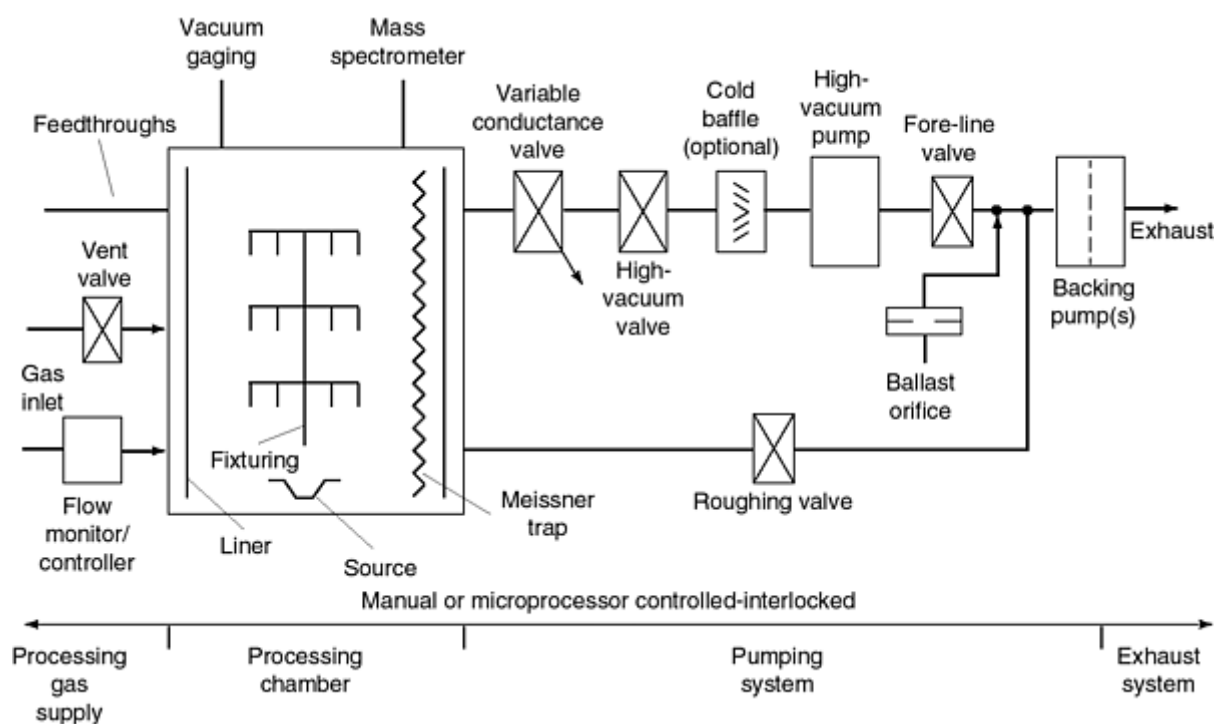 Vacuum
gaging
Mass
spectrometer
Feedthroughs
Variable
conductance
valve
Cold
baffle
(optional)
High-
vacuum
pump
Fore-line
valve
Exhaust
Vent
valve
High-
vacuum
valve
Backing
pump(s)
Gas
inlet
Ballast
orifice
Fixturing
Flow
monitor/
controller
Liner
Source
Meissner
trap
Roughing valve
Manual or microprocessor controlled-interlocked
Processing
gas
supply
Processing
chamber
Pumping
system
Exhaust
system